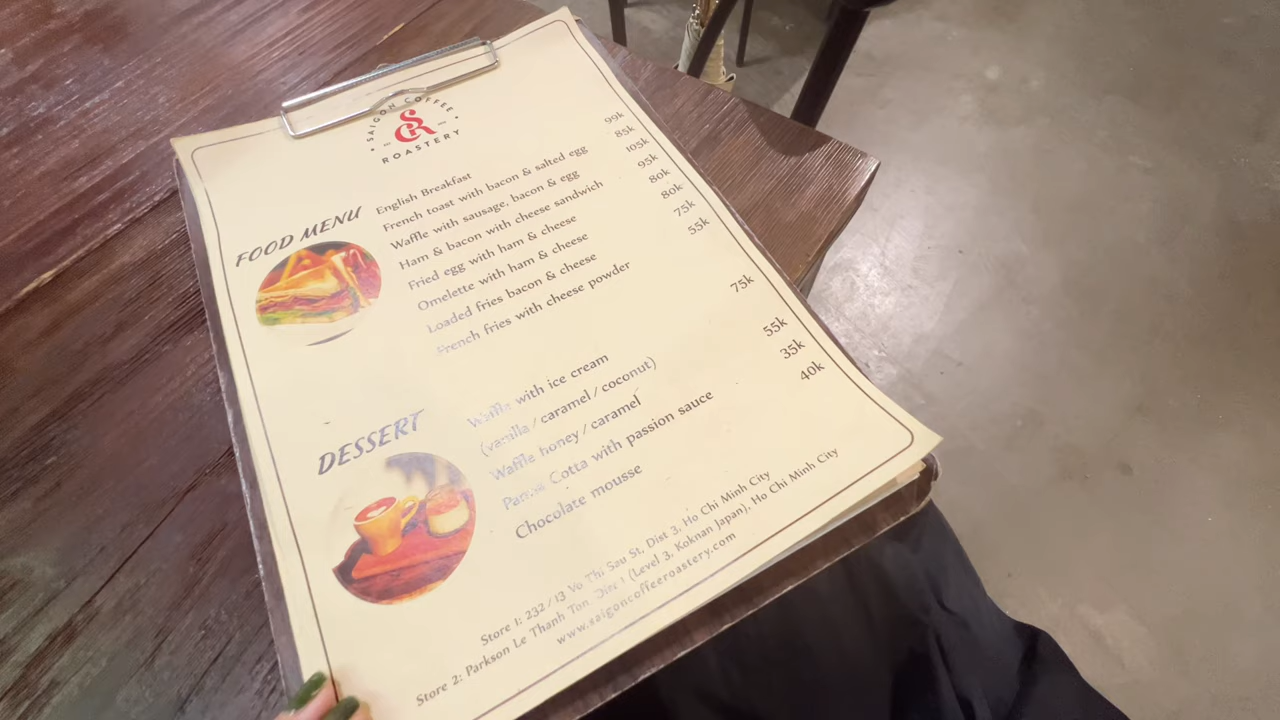 SAIGON COFFEE
SCR
ROASTERY
FOOD MENU
English Breakfast 99k
French toast with bacon & salted egg 85k
Waffle with sausage, bacon & egg 105k
Ham & bacon with cheese sandwich 95k
Fried egg with ham & cheese 80k
Omelette with ham & cheese 80k
Loaded fries bacon & cheese 75k
French fries with cheese powder 55k
DESSERT
Waffle with ice cream 75k
(vanilla / caramel / coconut)
Waffle honey / caramel 55k
Panna Cotta with passion sauce 35k
Chocolate mousse 40k
Store 1: 232 / 13 Vo Thi Sau St, Dist 3, Ho Chi Minh City
Store 2: Parkson Le Thanh Ton, Dist 1 (Level 3, Koknan Japan), Ho Chi Minh City
www.saigoncoffeeroastery.com